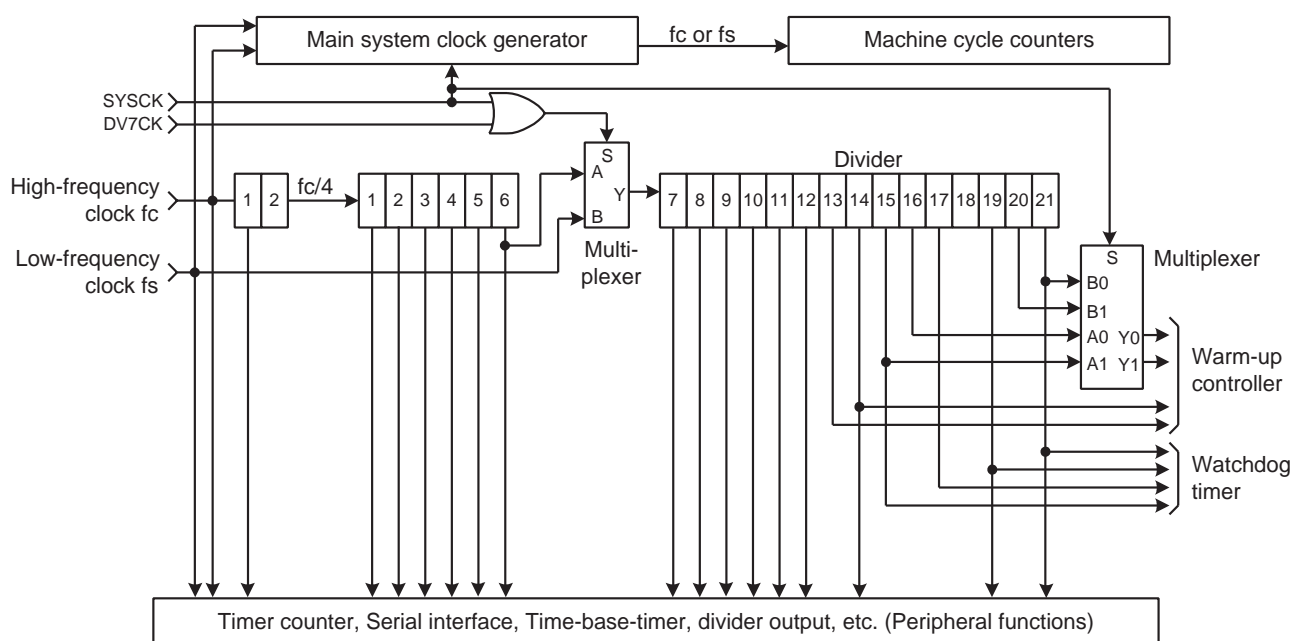 Main system clock generator
fc or fs
Machine cycle counters
SYSCK
DV7CK
High-frequency
clock fc
Low-frequency
clock fs
1 2
fc/4
1 2 3 4 5 6
S
A
B
Y
Multi-
plexer
Divider
7 8 9 10 11 12 13 14 15 16 17 18 19 20 21
S
B0
B1
A0 Y0
A1 Y1
Multiplexer
Warm-up
controller
Watchdog
timer
Timer counter, Serial interface, Time-base-timer, divider output, etc. (Peripheral functions)